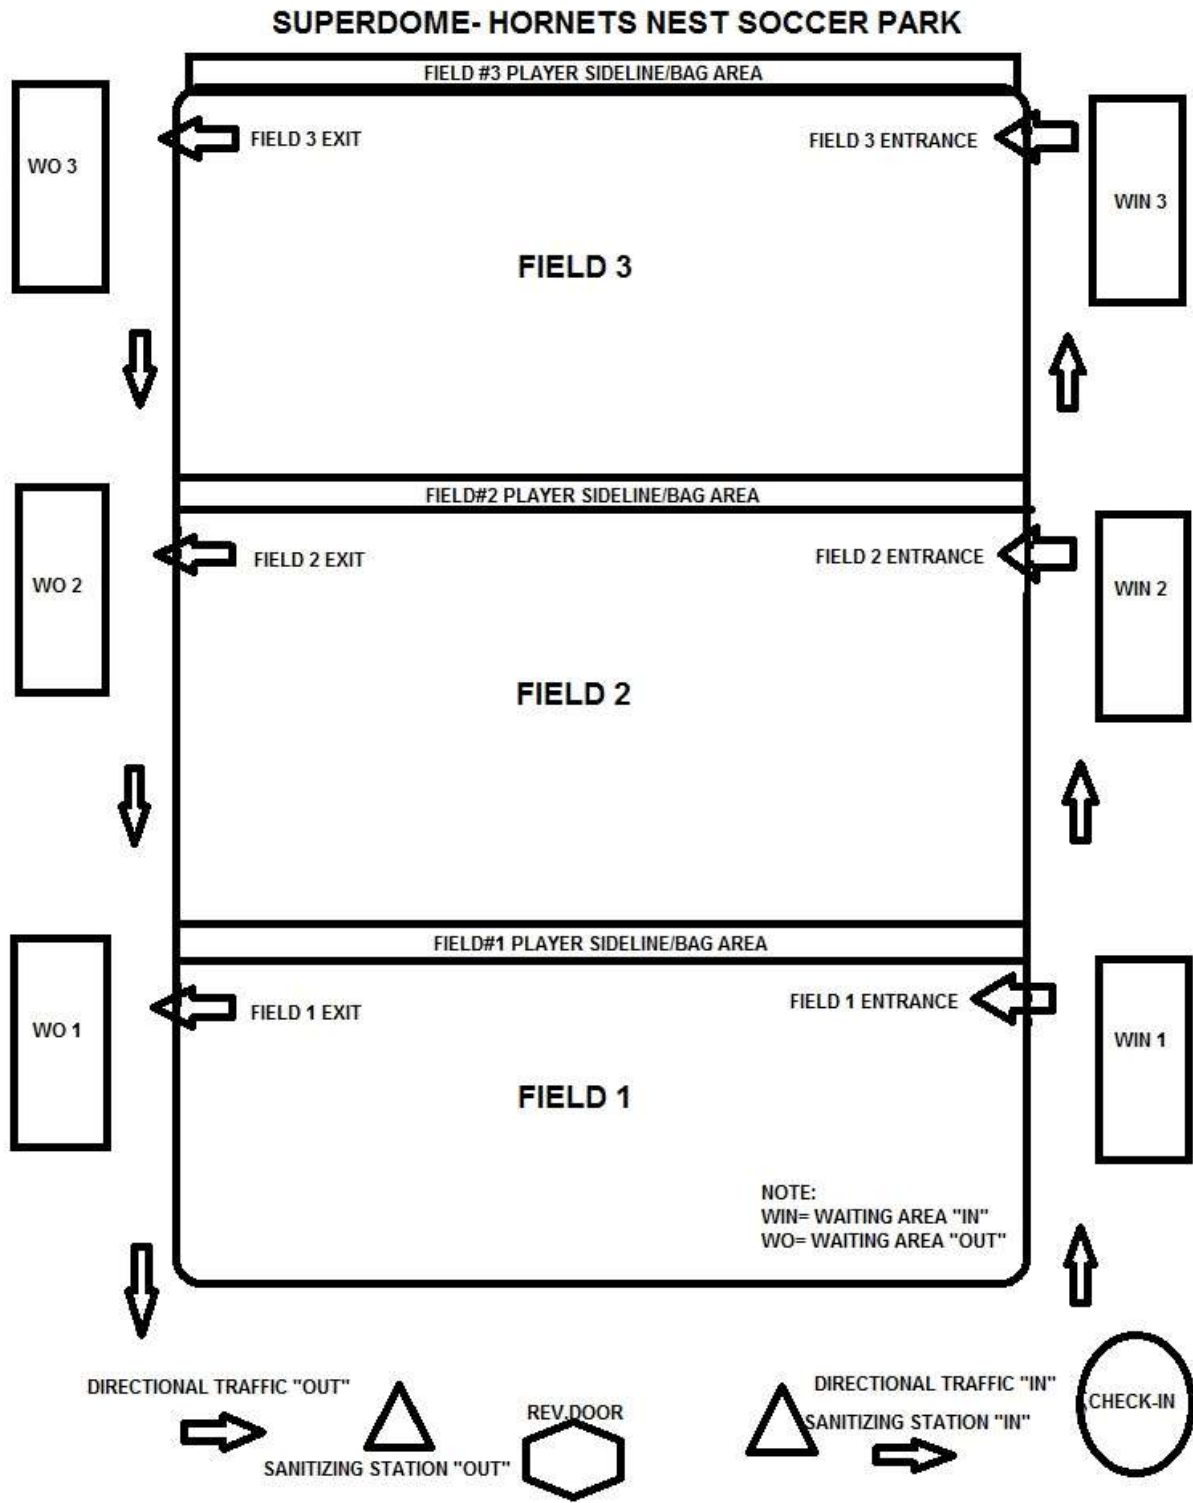 SUPERDOME- HORNETS NEST SOCCER PARK
FIELD #3 PLAYER SIDELINE/BAG AREA
FIELD 3 EXIT
FIELD 3 ENTRANCE
WO 3
WIN 3
FIELD 3
FIELD#2 PLAYER SIDELINE/BAG AREA
FIELD 2 EXIT
FIELD 2 ENTRANCE
WO 2
WIN 2
FIELD 2
FIELD#1 PLAYER SIDELINE/BAG AREA
FIELD 1 EXIT
FIELD 1 ENTRANCE
WO 1
WIN 1
FIELD 1
NOTE:
WIN= WAITING AREA "IN"
WO= WAITING AREA "OUT"
DIRECTIONAL TRAFFIC "OUT"
SANITIZING STATION "OUT"
REV.DOOR
DIRECTIONAL TRAFFIC "IN"
SANITIZING STATION "IN"
CHECK-IN